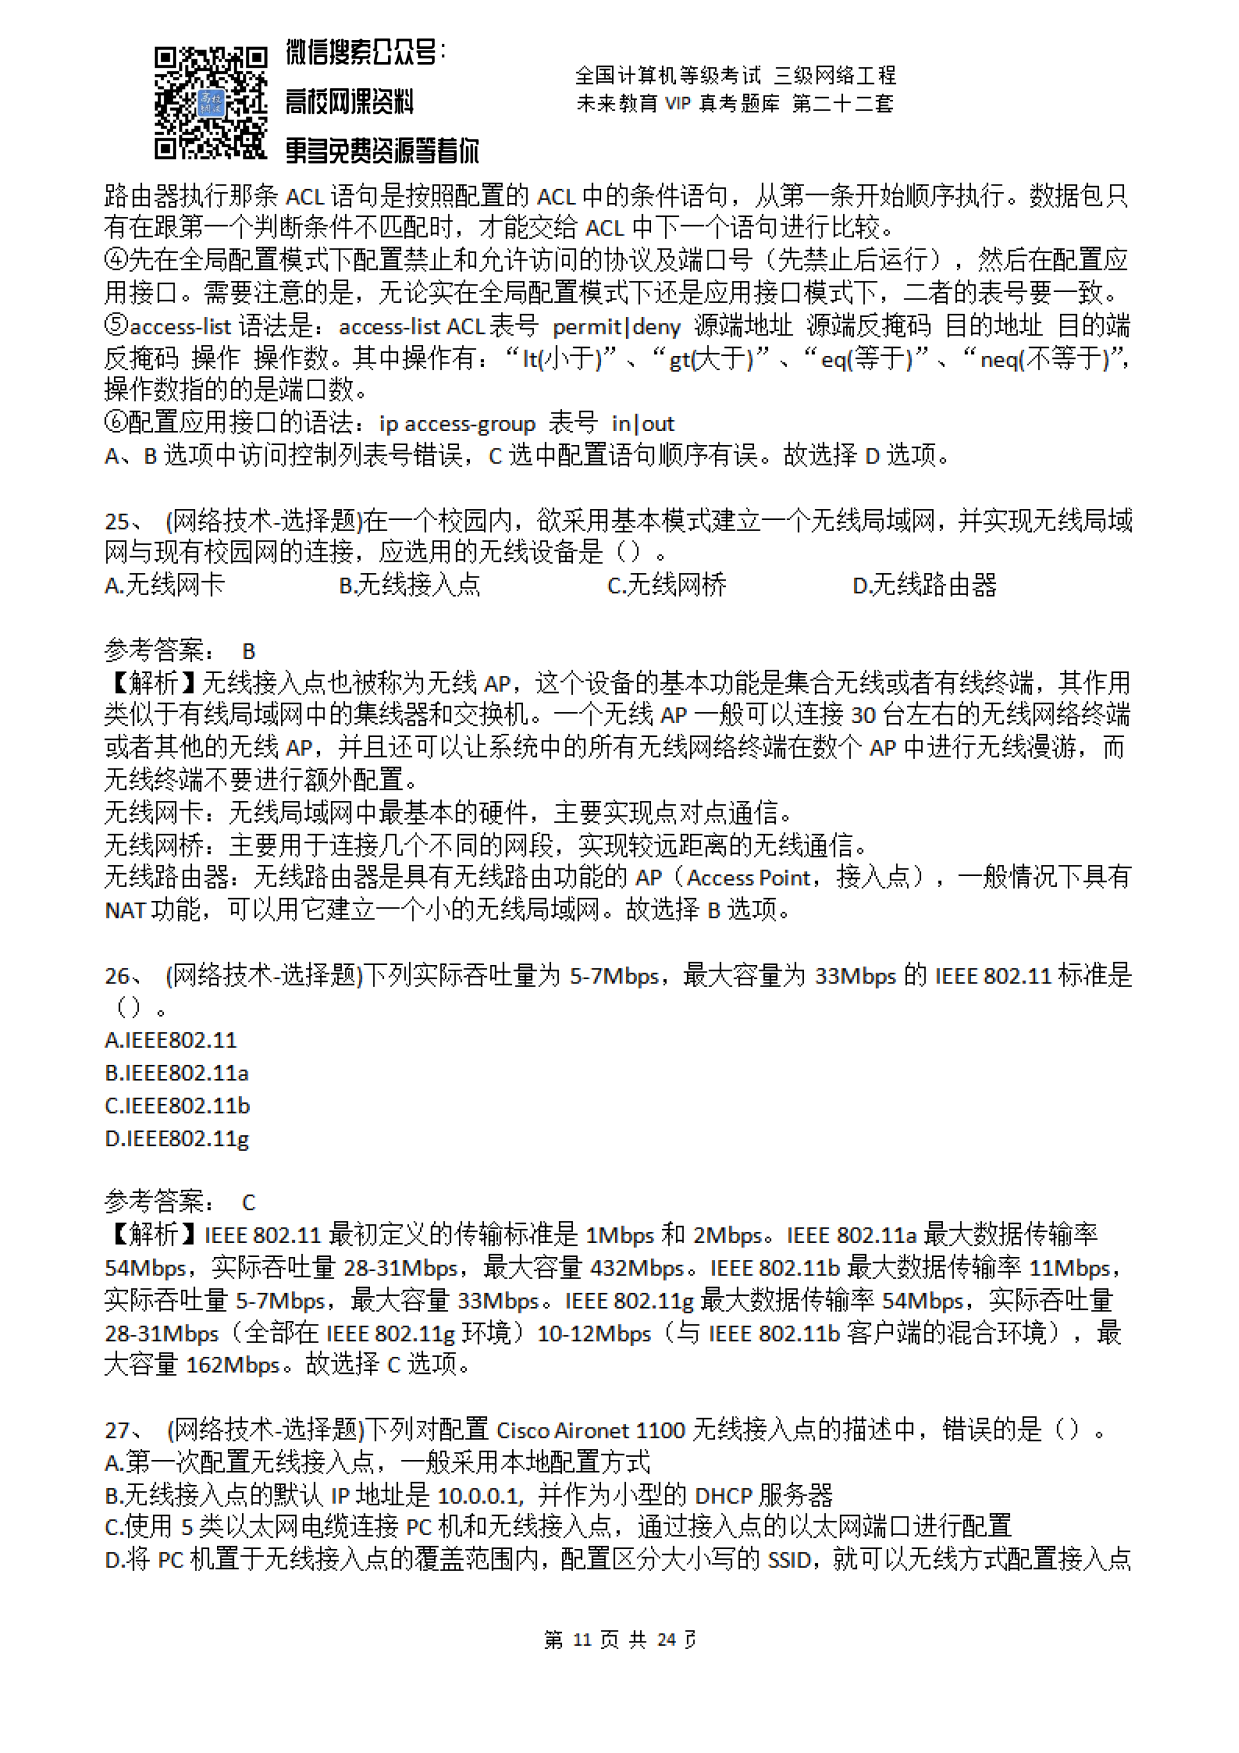 微信搜索公众号：
高校网课资料
更多免费资源等着你
全国计算机等级考试 三级网络工程
未来教育 VIP 真考题库 第二十二套
路由器执行那条 ACL 语句是按照配置的 ACL 中的条件语句，从第一条开始顺序执行。数据包只
有在跟第一个判断条件不匹配时，才能交给 ACL 中下一个语句进行比较。
④先在全局配置模式下配置禁止和允许访问的协议及端口号（先禁止后运行），然后在配置应
用接口。需要注意的是，无论实在全局配置模式下还是应用接口模式下，二者的表号要一致。
⑤access-list 语法是：access-list ACL 表号 permit|deny 源端地址 源端反掩码 目的地址 目的端
反掩码 操作 操作数。其中操作有：“lt(小于)”、“gt(大于)”、“eq(等于)”、“neq(不等于)”，
操作数指的的是端口数。
⑥配置应用接口的语法：ip access-group 表号 in|out
A、B 选项中访问控制列表号错误，C 选中配置语句顺序有误。故选择 D 选项。
25、 (网络技术-选择题)在一个校园内，欲采用基本模式建立一个无线局域网，并实现无线局域
网与现有校园网的连接，应选用的无线设备是（）。
A.无线网卡 B.无线接入点 C.无线网桥 D.无线路由器
参考答案： B
【解析】无线接入点也被称为无线 AP，这个设备的基本功能是集合无线或者有线终端，其作用
类似于有线局域网中的集线器和交换机。一个无线 AP 一般可以连接 30 台左右的无线网络终端
或者其他的无线 AP，并且还可以让系统中的所有无线网络终端在数个 AP 中进行无线漫游，而
无线终端不要进行额外配置。
无线网卡：无线局域网中最基本的硬件，主要实现点对点通信。
无线网桥：主要用于连接几个不同的网段，实现较远距离的无线通信。
无线路由器：无线路由器是具有无线路由功能的 AP（Access Point，接入点），一般情况下具有
NAT 功能，可以用它建立一个小的无线局域网。故选择 B 选项。
26、 (网络技术-选择题)下列实际吞吐量为 5-7Mbps，最大容量为 33Mbps 的 IEEE 802.11 标准是
（）。
A.IEEE802.11
B.IEEE802.11a
C.IEEE802.11b
D.IEEE802.11g
参考答案： C
【解析】IEEE 802.11 最初定义的传输标准是 1Mbps 和 2Mbps。IEEE 802.11a 最大数据传输率
54Mbps，实际吞吐量 28-31Mbps，最大容量 432Mbps。IEEE 802.11b 最大数据传输率 11Mbps，
实际吞吐量 5-7Mbps，最大容量 33Mbps。IEEE 802.11g 最大数据传输率 54Mbps，实际吞吐量
28-31Mbps（全部在 IEEE 802.11g 环境）10-12Mbps（与 IEEE 802.11b 客户端的混合环境），最
大容量 162Mbps。故选择 C 选项。
27、 (网络技术-选择题)下列对配置 Cisco Aironet 1100 无线接入点的描述中，错误的是（）。
A.第一次配置无线接入点，一般采用本地配置方式
B.无线接入点的默认 IP 地址是 10.0.0.1, 并作为小型的 DHCP 服务器
C.使用 5 类以太网电缆连接 PC 机和无线接入点，通过接入点的以太网端口进行配置
D.将 PC 机置于无线接入点的覆盖范围内，配置区分大小写的 SSID，就可以无线方式配置接入点
第 11 页 共 24 页